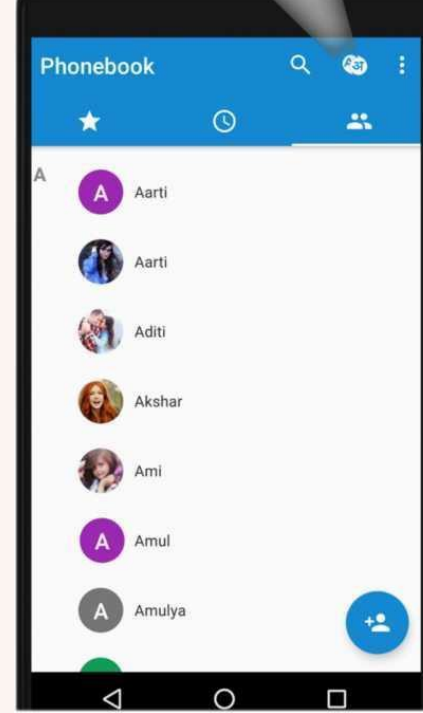 Phonebook
A अ
A
A Aarti
Aarti
Aditi
Akshar
Ami
A Amul
A Amulya